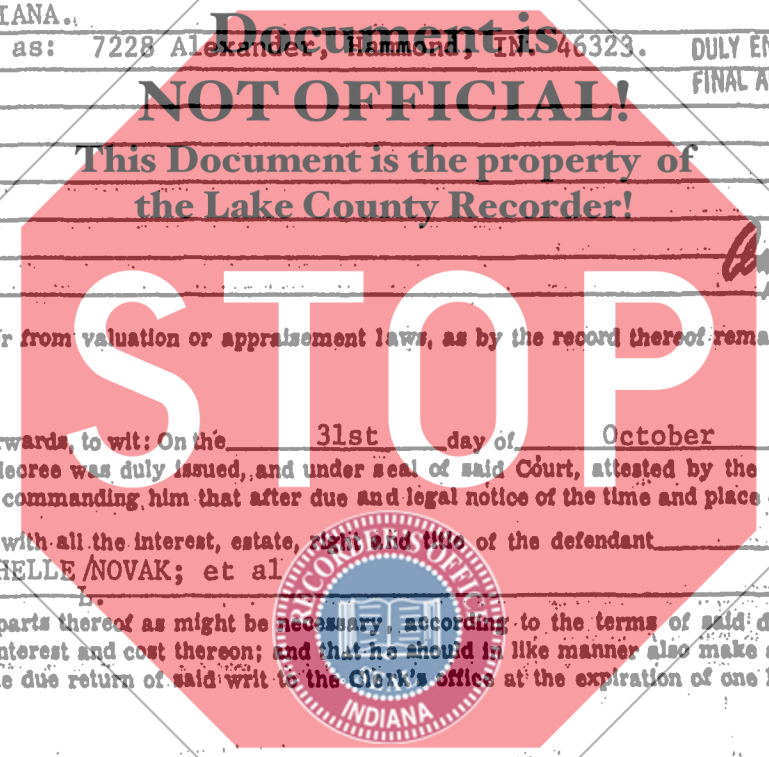 IANA.
as: 7228 Alexander, Hammond, IN. 46323. DULY EN
FINAL A
Document is
NOT OFFICIAL!
This Document is the property of
the Lake County Recorder!
r from valuation or appraisement laws, as by the record thereof rema
STOP
rwards, to wit: On the 31st day of October
decree was duly issued, and under seal of said Court, attested by the
commanding him that after due and legal notice of the time and place
with all the interest, estate, right and title of the defendant
HELLE/NOVAK; et al
L.
parts thereof as might be necessary, according to the terms of said d
nterest and cost thereon; and that he should in like manner also make
e due return of said writ to the Clerk's office at the expiration of one
RECORDER'S OFFICE
INDIANA